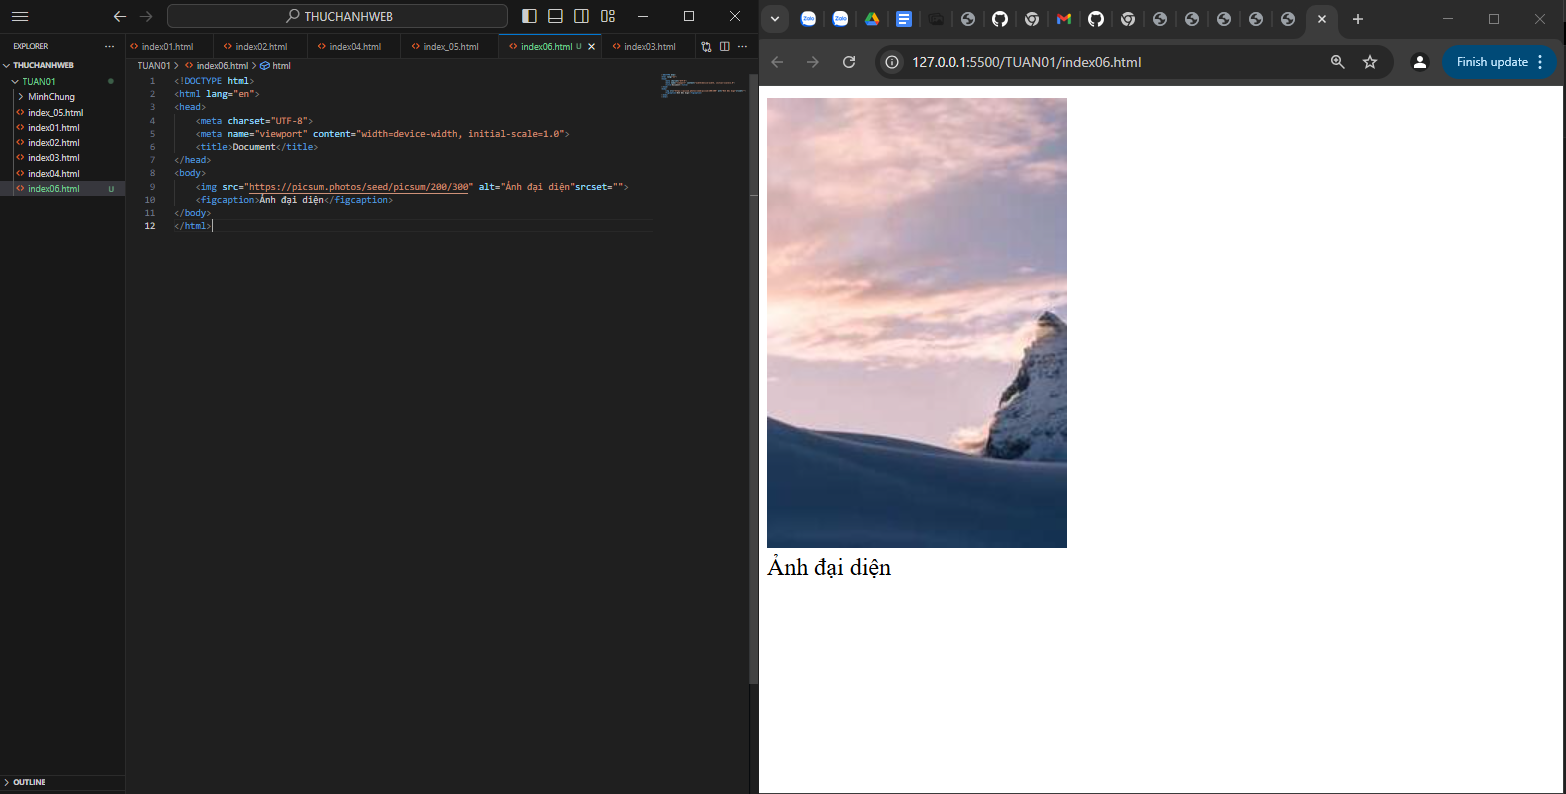 THUCHANHWEB
EXPLORER
THUCHANHWEB
TUAN01
MinhChung
index_05.html
index01.html
index02.html
index03.html
index04.html
index06.html U
OUTLINE
index01.html index02.html index04.html index_05.html index06.html U index03.html
TUAN01 > index06.html > html
1 <!DOCTYPE html>
2 <html lang="en">
3 <head>
4 <meta charset="UTF-8">
5 <meta name="viewport" content="width=device-width, initial-scale=1.0">
6 <title>Document</title>
7 </head>
8 <body>
9 <img src="https://picsum.photos/seed/picsum/200/300" alt="Ảnh đại diện"srcset="">
10 <figcaption>Ảnh đại diện</figcaption>
11 </body>
12 </html>
Zalo Zalo
127.0.0.1:5500/TUAN01/index06.html
Finish update
Ảnh đại diện